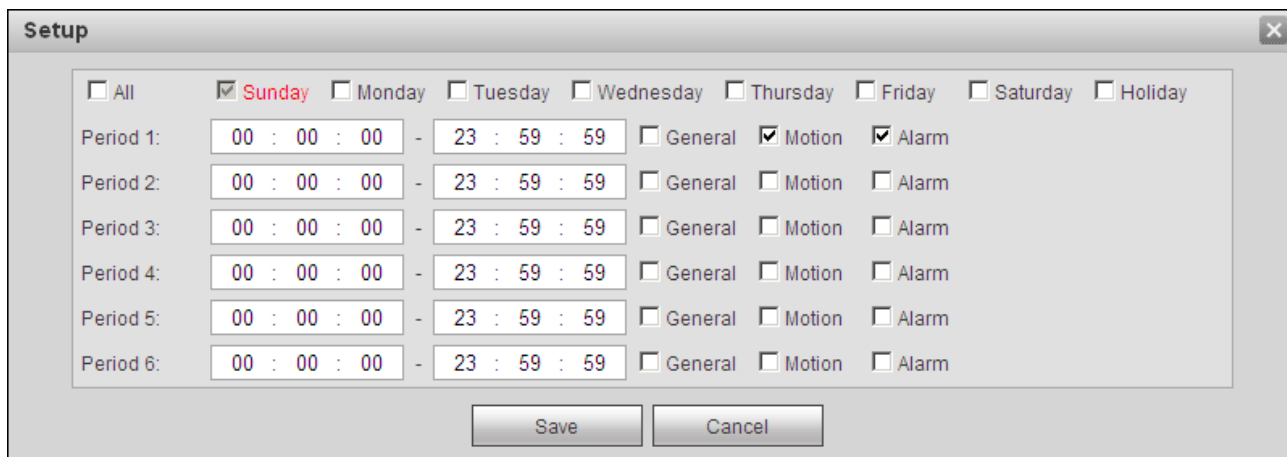 Setup
All Sunday Monday Tuesday Wednesday Thursday Friday Saturday Holiday
Period 1: 00 : 00 : 00 - 23 : 59 : 59 General Motion Alarm
Period 2: 00 : 00 : 00 - 23 : 59 : 59 General Motion Alarm
Period 3: 00 : 00 : 00 - 23 : 59 : 59 General Motion Alarm
Period 4: 00 : 00 : 00 - 23 : 59 : 59 General Motion Alarm
Period 5: 00 : 00 : 00 - 23 : 59 : 59 General Motion Alarm
Period 6: 00 : 00 : 00 - 23 : 59 : 59 General Motion Alarm
Save Cancel